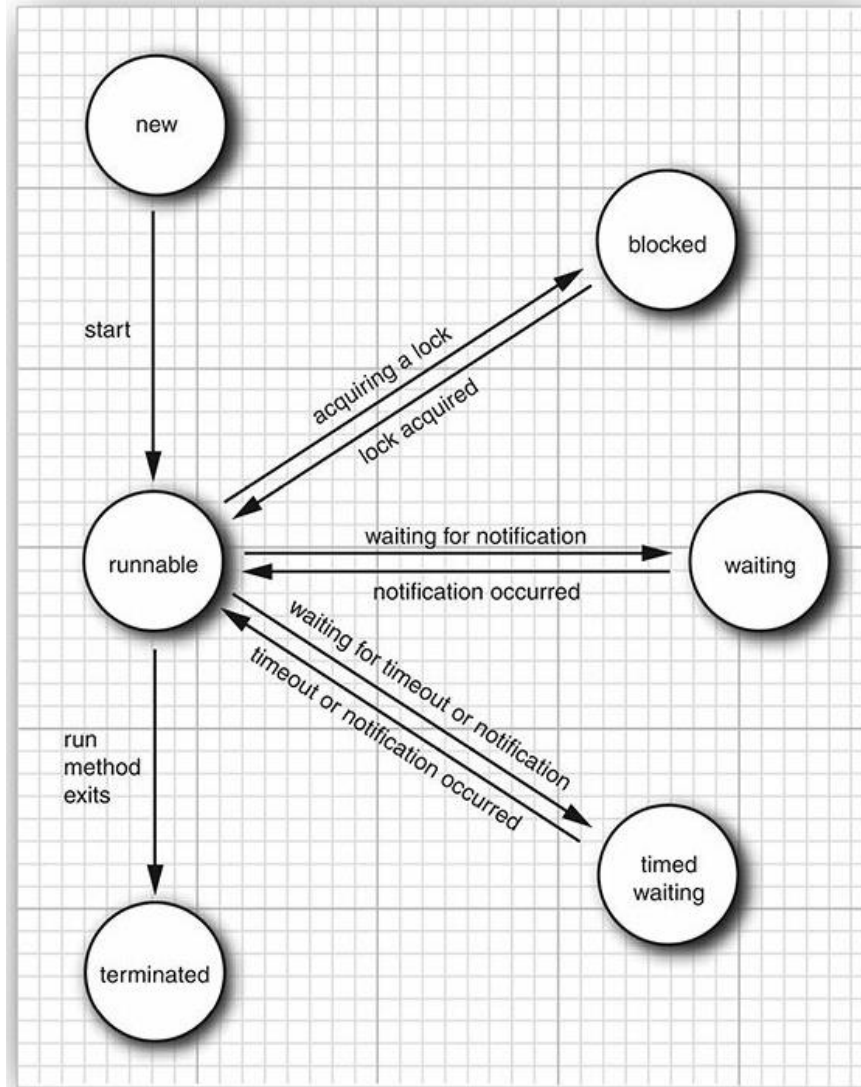 new
blocked
start
acquiring a lock
lock acquired
runnable
waiting for notification
notification occurred
waiting
waiting for timeout or notification
timeout or notification occurred
run
method
exits
timed
waiting
terminated